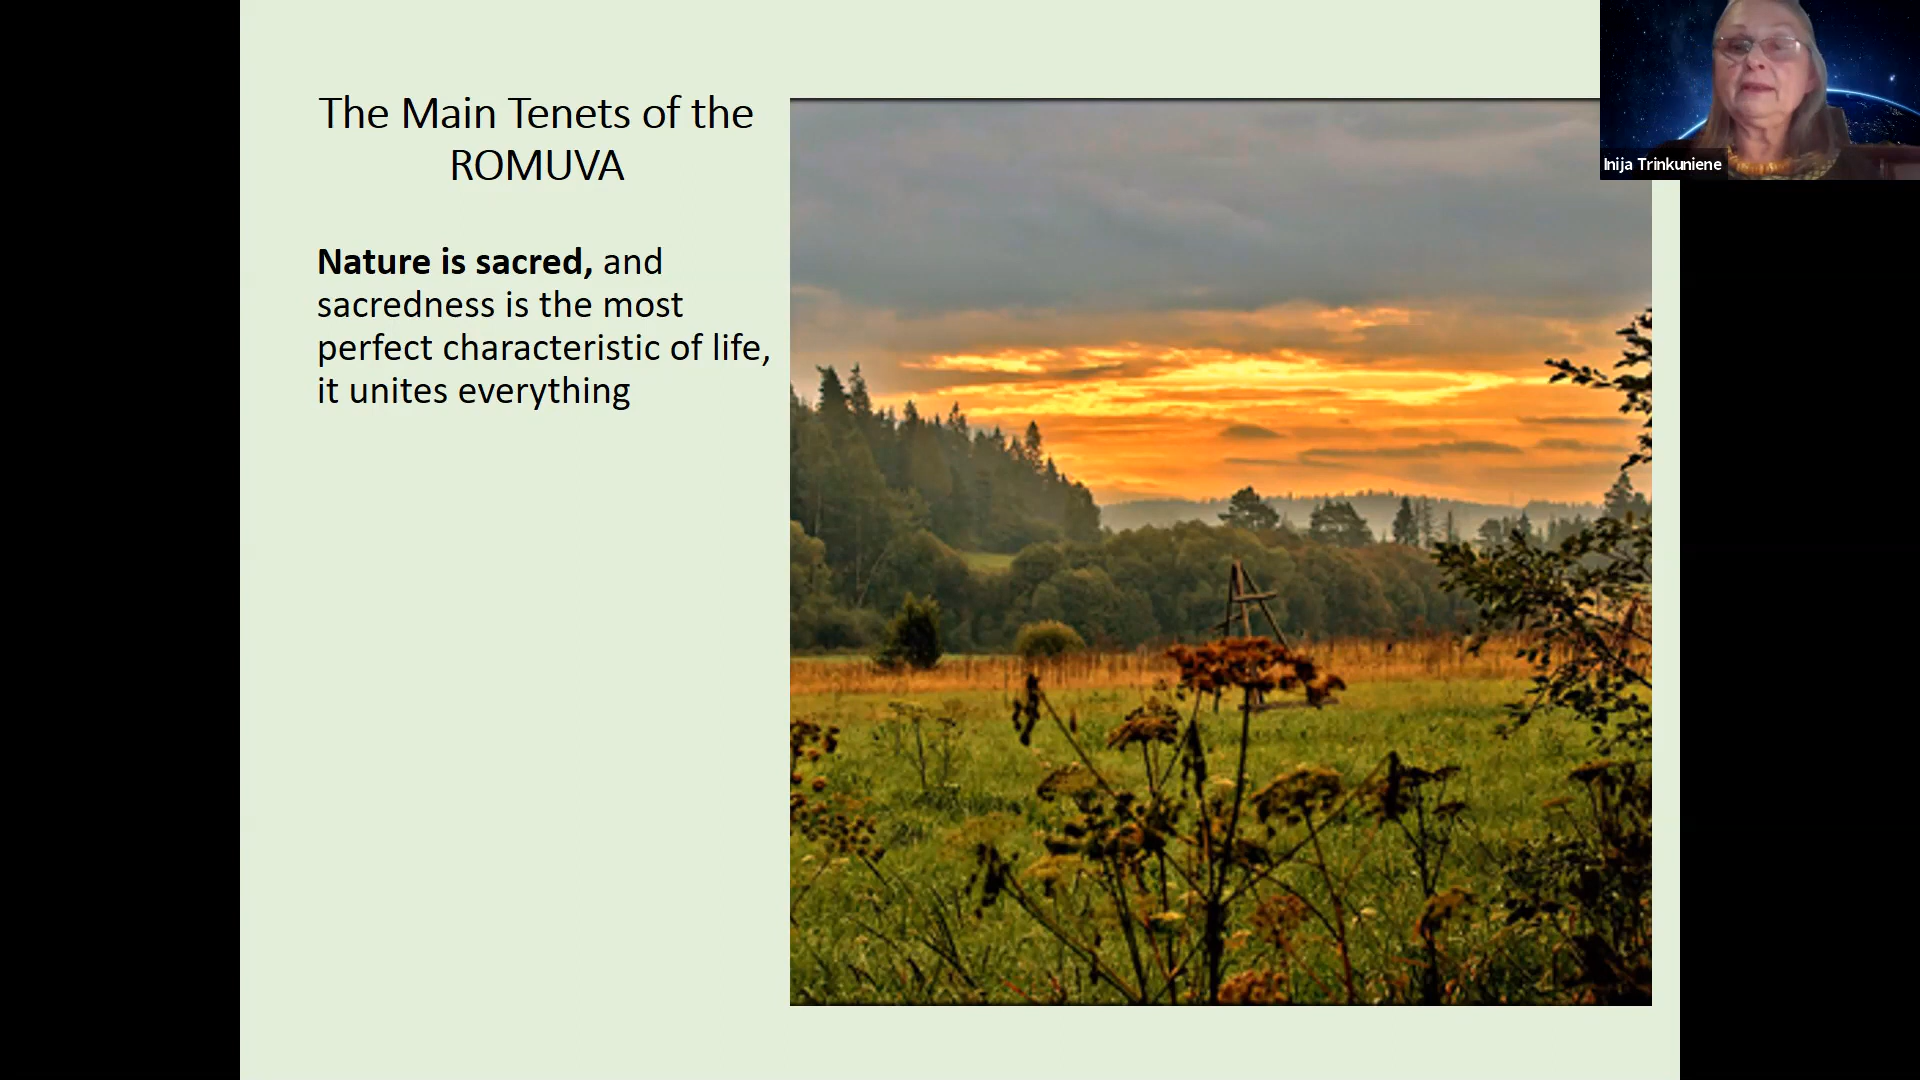 The Main Tenets of the
ROMUVA
Nature is sacred, and
sacredness is the most
perfect characteristic of life,
it unites everything
Inija Trinkuniene